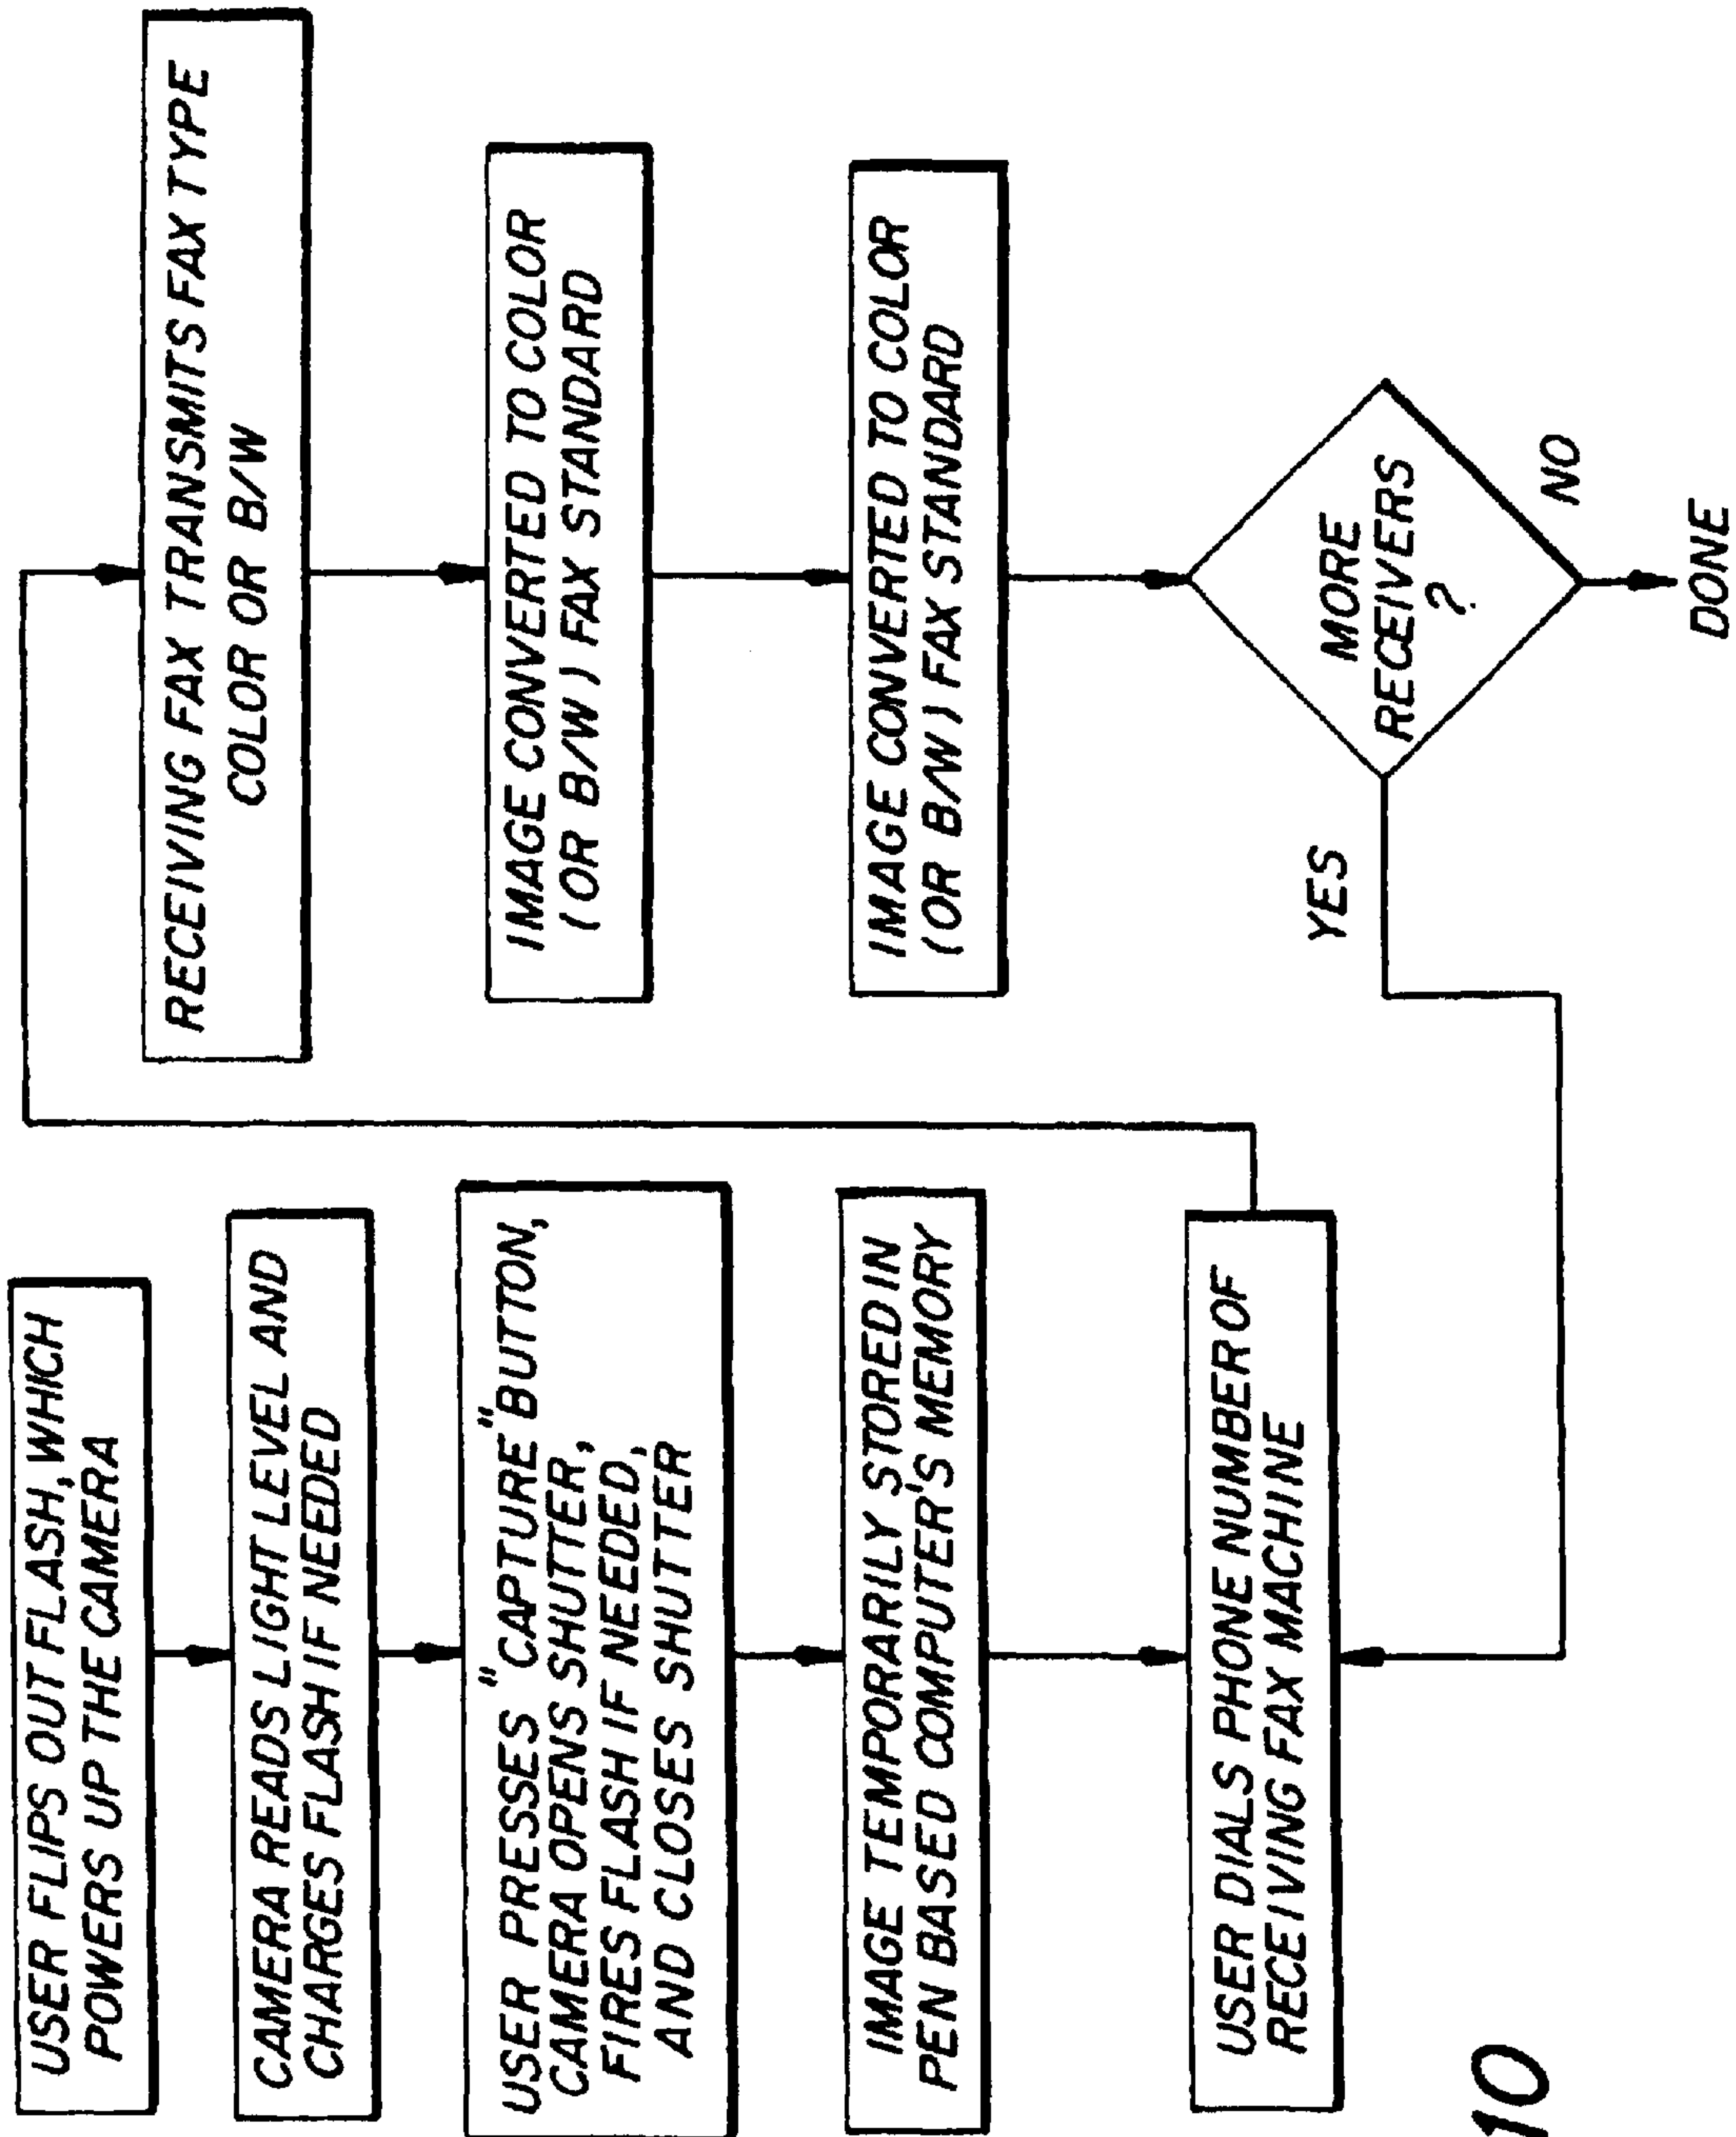 USER FLIPS OUT FLASH, WHICH
POWERS UP THE CAMERA
CAMERA READS LIGHT LEVEL AND
CHARGES FLASH IF NEEDED
USER PRESSES "CAPTURE" BUTTON,
CAMERA OPENS SHUTTER,
FIRES FLASH IF NEEDED,
AND CLOSES SHUTTER
IMAGE TEMPORARILY STORED IN
PEN BASED COMPUTER'S MEMORY
USER DIALS PHONE NUMBER OF
RECEIVING FAX MACHINE
RECEIVING FAX TRANSMITS FAX TYPE
COLOR OR B/W
IMAGE CONVERTED TO COLOR
(OR B/W) FAX STANDARD
IMAGE CONVERTED TO COLOR
(OR B/W) FAX STANDARD
MORE
RECEIVERS
?
YES
NO
DONE
10